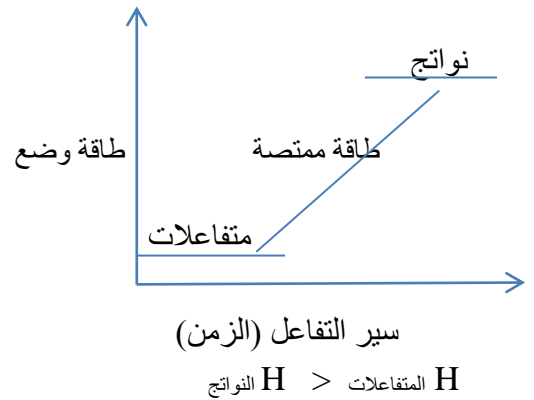 نواتج
طاقة وضع
طاقة ممتصة
متفاعلات
سير التفاعل (الزمن)
H المتفاعلات < H النواتج